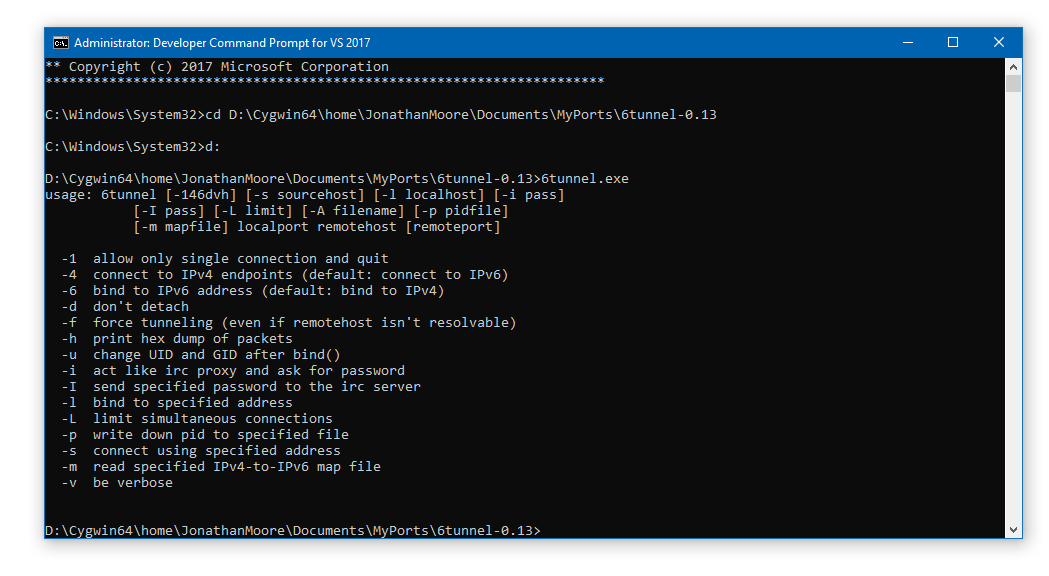 Administrator: Developer Command Prompt for VS 2017
** Copyright (c) 2017 Microsoft Corporation
**********************************************************************
C:\Windows\System32>cd D:\Cygwin64\home\JonathanMoore\Documents\MyPorts\6tunnel-0.13
C:\Windows\System32>d:
D:\Cygwin64\home\JonathanMoore\Documents\MyPorts\6tunnel-0.13>6tunnel.exe
usage: 6tunnel [-146dvh] [-s sourcehost] [-l localhost] [-i pass]
           [-I pass] [-L limit] [-A filename] [-p pidfile]
           [-m mapfile] localport remotehost [remoteport]
  -1  allow only single connection and quit
  -4  connect to IPv4 endpoints (default: connect to IPv6)
  -6  bind to IPv6 address (default: bind to IPv4)
  -d  don't detach
  -f  force tunneling (even if remotehost isn't resolvable)
  -h  print hex dump of packets
  -u  change UID and GID after bind()
  -i  act like irc proxy and ask for password
  -I  send specified password to the irc server
  -l  bind to specified address
  -L  limit simultaneous connections
  -p  write down pid to specified file
  -s  connect using specified address
  -m  read specified IPv4-to-IPv6 map file
  -v  be verbose
D:\Cygwin64\home\JonathanMoore\Documents\MyPorts\6tunnel-0.13>